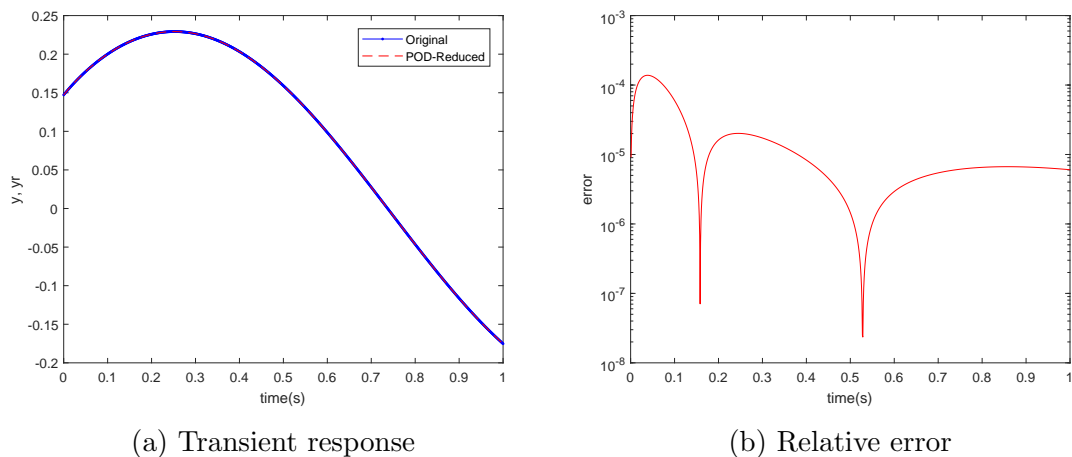 0.25
0.2
0.15
0.1
0.05
0
-0.05
-0.1
-0.15
-0.2
y, yr
Original
POD-Reduced
0 0.1 0.2 0.3 0.4 0.5 0.6 0.7 0.8 0.9 1
time(s)
(a) Transient response
10^-3
10^-4
10^-5
10^-6
10^-7
10^-8
error
0 0.1 0.2 0.3 0.4 0.5 0.6 0.7 0.8 0.9 1
time(s)
(b) Relative error